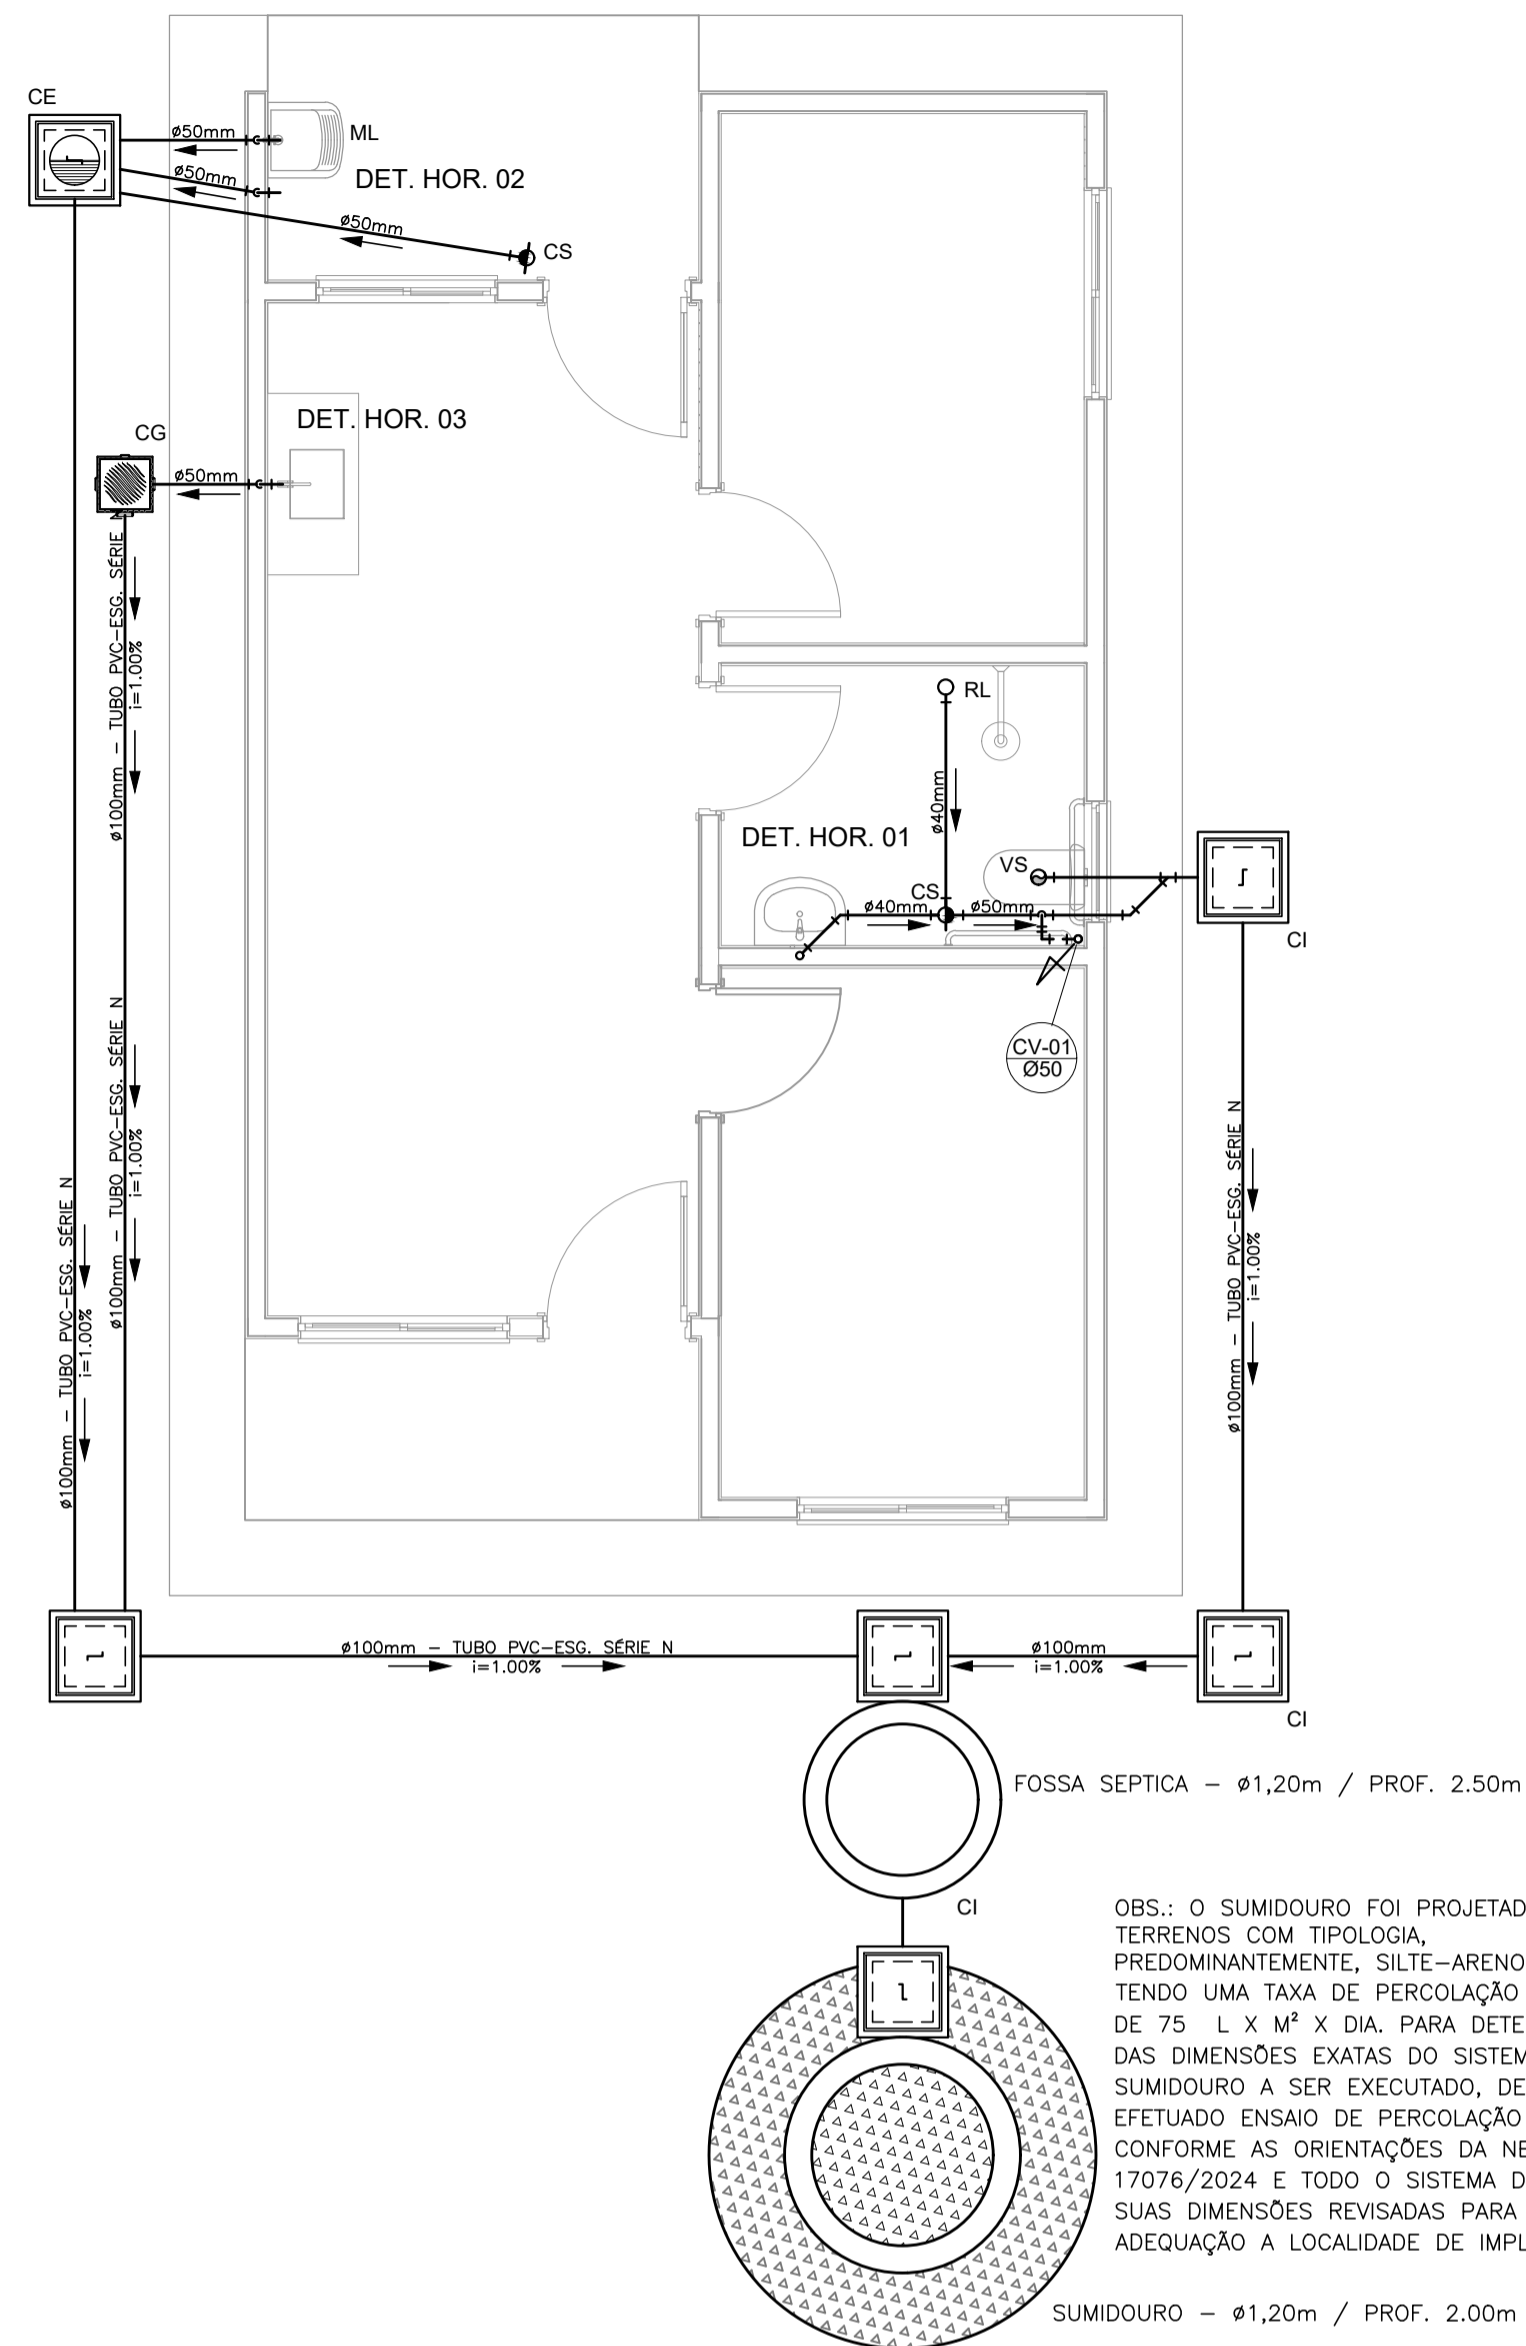 CE
ø50mm
ML
ø50mm
DET. HOR. 02
ø50mm
CS
DET. HOR. 03
CG
ø50mm
ø100mm – TUBO PVC–ESG. SÉRIE N
i=1.00%
RL
ø40mm
DET. HOR. 01
VS
CS
ø40mm
ø50mm
CI
CV-01
Ø50
ø100mm – TUBO PVC–ESG. SÉRIE N
i=1.00%
ø100mm – TUBO PVC–ESG. SÉRIE N
i=1.00%
ø100mm – TUBO PVC–ESG. SÉRIE N
i=1.00%
ø100mm – TUBO PVC–ESG. SÉRIE N
i=1.00%
ø100mm
i=1.00%
CI
FOSSA SEPTICA – ø1,20m / PROF. 2.50m
CI
OBS.: O SUMIDOURO FOI PROJETAD
TERRENOS COM TIPOLOGIA,
PREDOMINANTEMENTE, SILTE–ARENO
TENDO UMA TAXA DE PERCOLAÇÃO
DE 75 L X M² X DIA. PARA DETE
DAS DIMENSÕES EXATAS DO SISTEM
SUMIDOURO A SER EXECUTADO, DE
EFETUADO ENSAIO DE PERCOLAÇÃO
CONFORME AS ORIENTAÇÕES DA NE
17076/2024 E TODO O SISTEMA D
SUAS DIMENSÕES REVISADAS PARA
ADEQUAÇÃO A LOCALIDADE DE IMPL
SUMIDOURO – ø1,20m / PROF. 2.00m